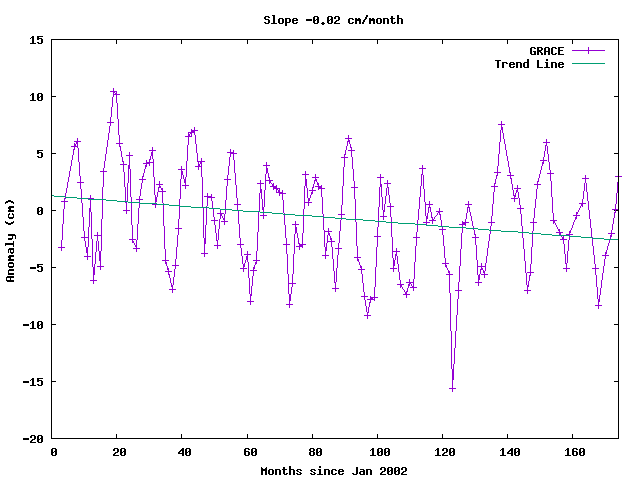 Slope -0.02 cm/month
GRACE
Trend Line
15
10
5
0
-5
-10
-15
-20
Anomaly (cm)
20 40 60 80 100 120 140 160
Months since Jan 2002